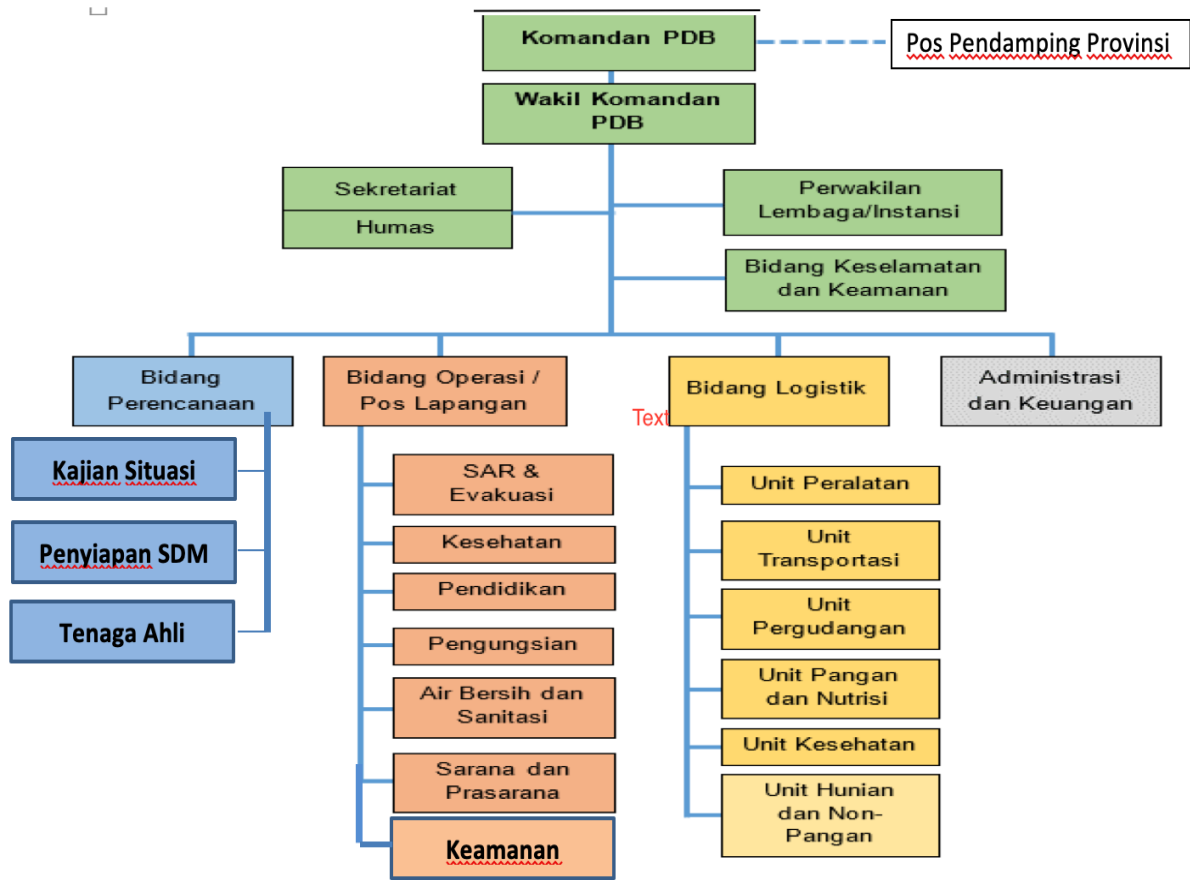 Komandan PDB
Pos Pendamping Provinsi
Wakil Komandan
PDB
Sekretariat
Humas
Perwakilan
Lembaga/Instansi
Bidang Keselamatan
dan Keamanan
Bidang
Perencanaan
Bidang Operasi /
Pos Lapangan
Bidang Logistik
Administrasi
dan Keuangan
Text
Kajian Situasi
Penyiapan SDM
Tenaga Ahli
SAR &
Evakuasi
Kesehatan
Pendidikan
Pengungsian
Air Bersih dan
Sanitasi
Sarana dan
Prasarana
Keamanan
Unit Peralatan
Unit
Transportasi
Unit
Pergudangan
Unit Pangan
dan Nutrisi
Unit Kesehatan
Unit Hunian
dan Non-
Pangan